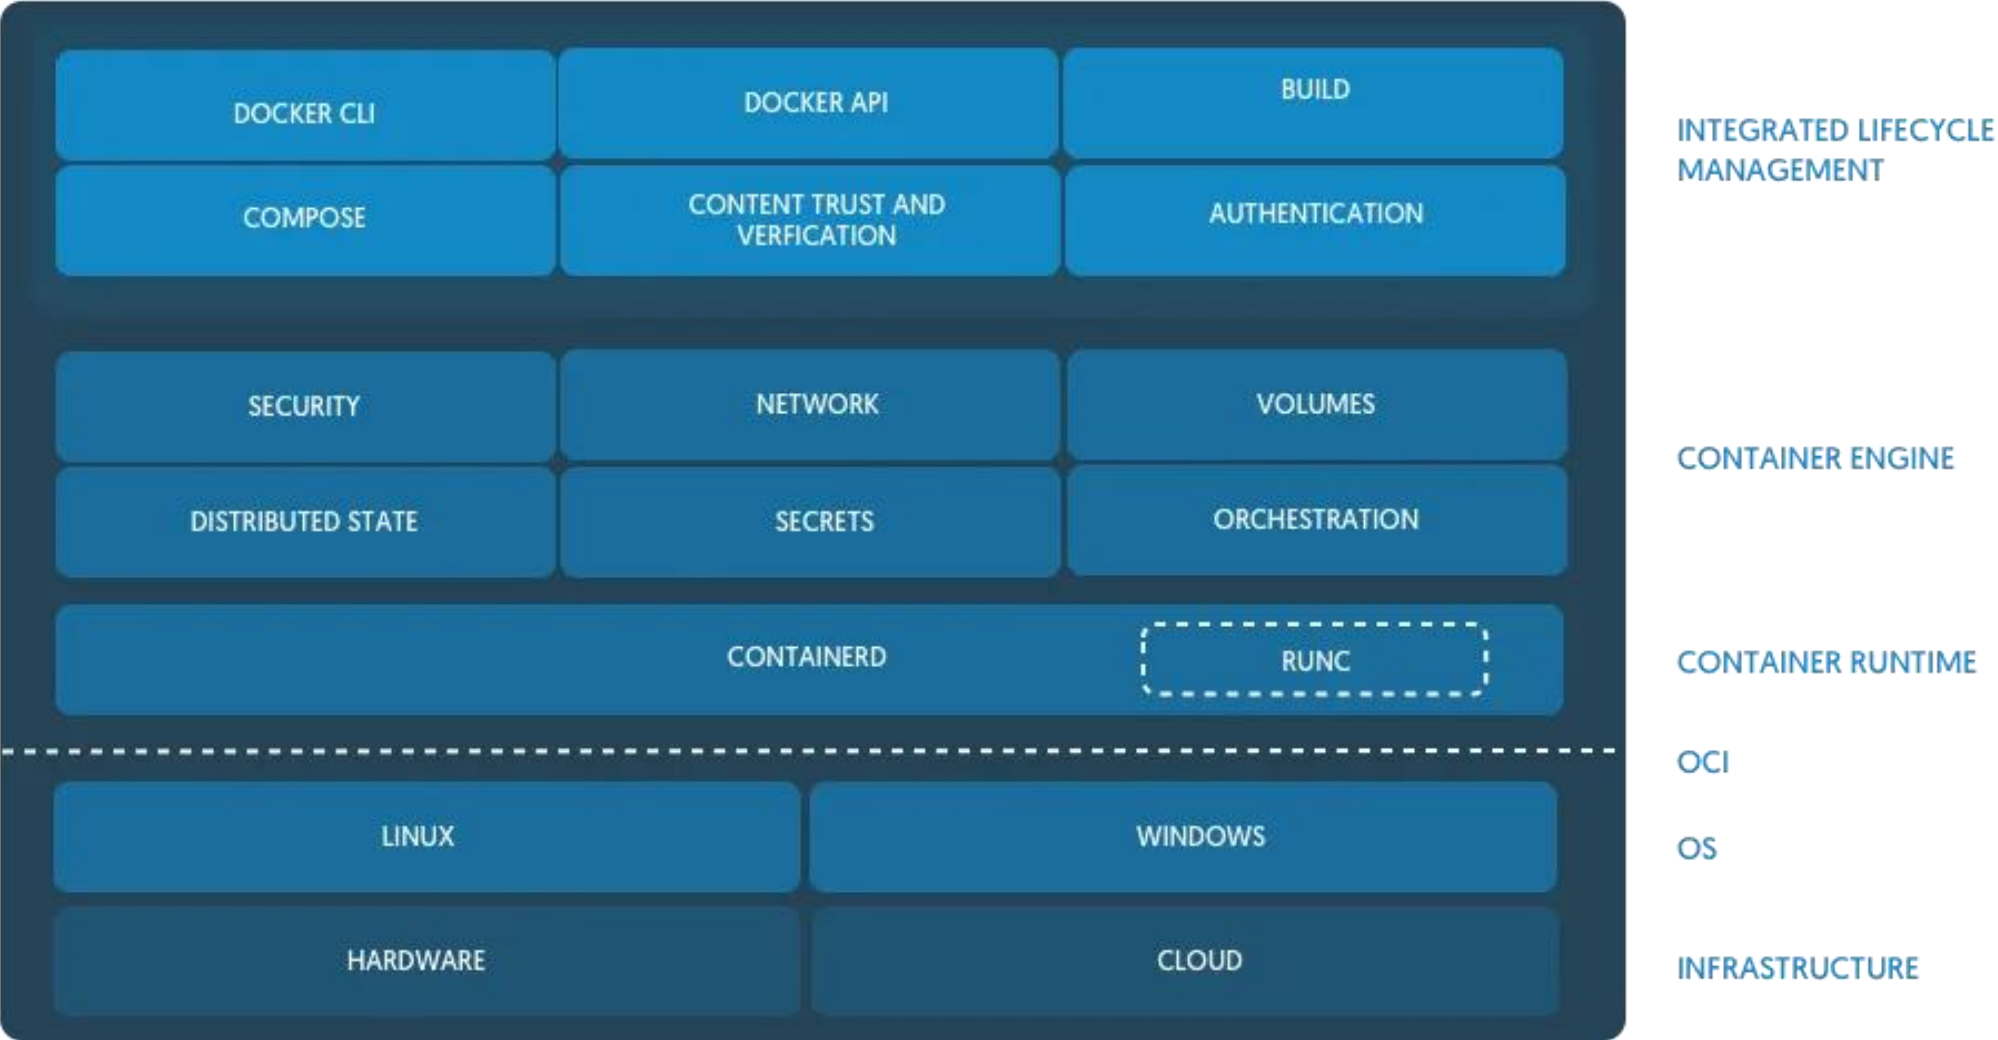 DOCKER CLI
DOCKER API
BUILD
INTEGRATED LIFECYCLE
MANAGEMENT
COMPOSE
CONTENT TRUST AND
VERFICATION
AUTHENTICATION
SECURITY
NETWORK
VOLUMES
CONTAINER ENGINE
DISTRIBUTED STATE
SECRETS
ORCHESTRATION
CONTAINERD
RUNC
CONTAINER RUNTIME
OCI
LINUX
WINDOWS
OS
HARDWARE
CLOUD
INFRASTRUCTURE